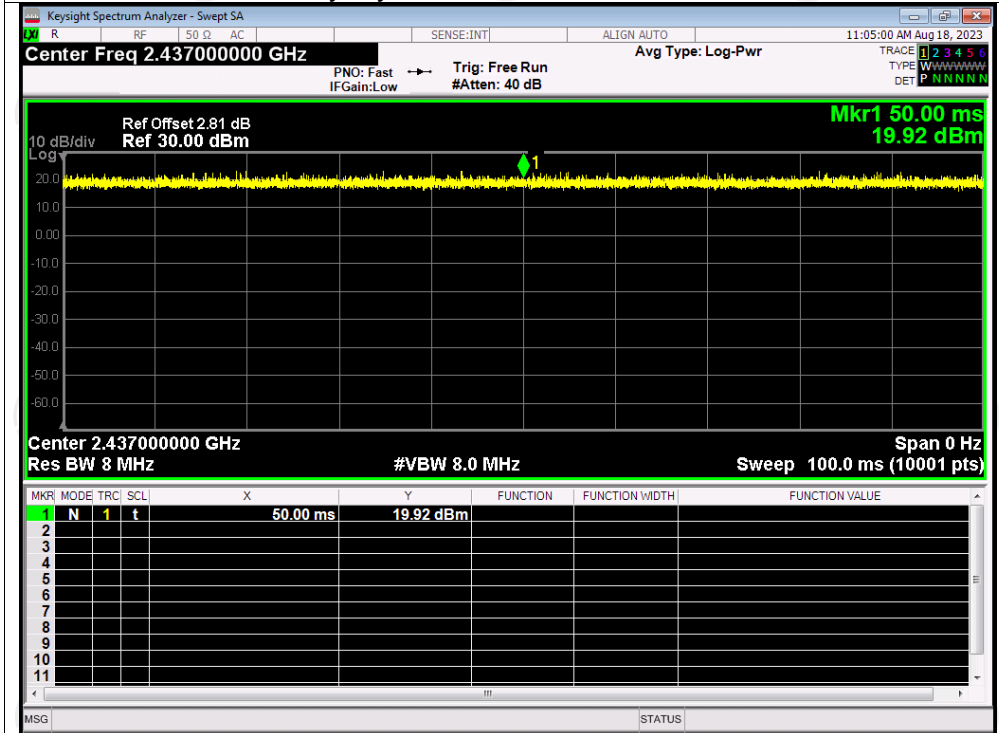 Keysight Spectrum Analyzer - Swept SA
LXI R RF 50 Ω AC SENSE:INT ALIGN AUTO 11:05:00 AM Aug 18, 2023
Center Freq 2.437000000 GHz Avg Type: Log-Pwr TRACE 1 2 3 4 5 6
PNO: Fast Trig: Free Run TYPE WWWWWW
IFGain:Low #Atten: 40 dB DET P N N N N N
Mkr1 50.00 ms
Ref Offset 2.81 dB
10 dB/div Ref 30.00 dBm 19.92 dBm
Log
1
20.0
10.0
0.00
-10.0
-20.0
-30.0
-40.0
-50.0
-60.0
Center 2.437000000 GHz Span 0 Hz
Res BW 8 MHz #VBW 8.0 MHz Sweep 100.0 ms (10001 pts)
MKR MODE TRC SCL X Y FUNCTION FUNCTION WIDTH FUNCTION VALUE
1 N 1 t 50.00 ms 19.92 dBm
2
3
4
5
6
7
8
9
10
11
MSG STATUS